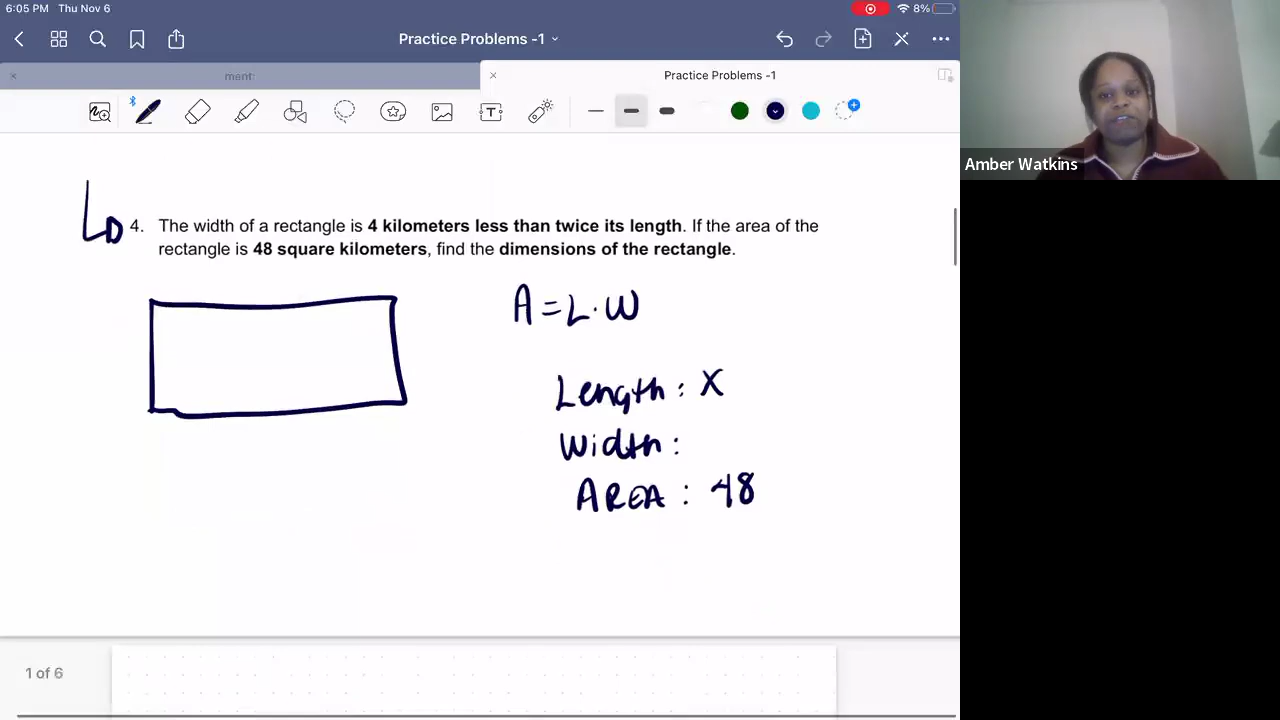 6:05 PM Thu Nov 6
8%
Practice Problems -1
ment
Practice Problems -1
T
Amber Watkins
4. The width of a rectangle is 4 kilometers less than twice its length. If the area of the
rectangle is 48 square kilometers, find the dimensions of the rectangle.
A = L · W
Length : X
Width :
AREA : 48
1 of 6